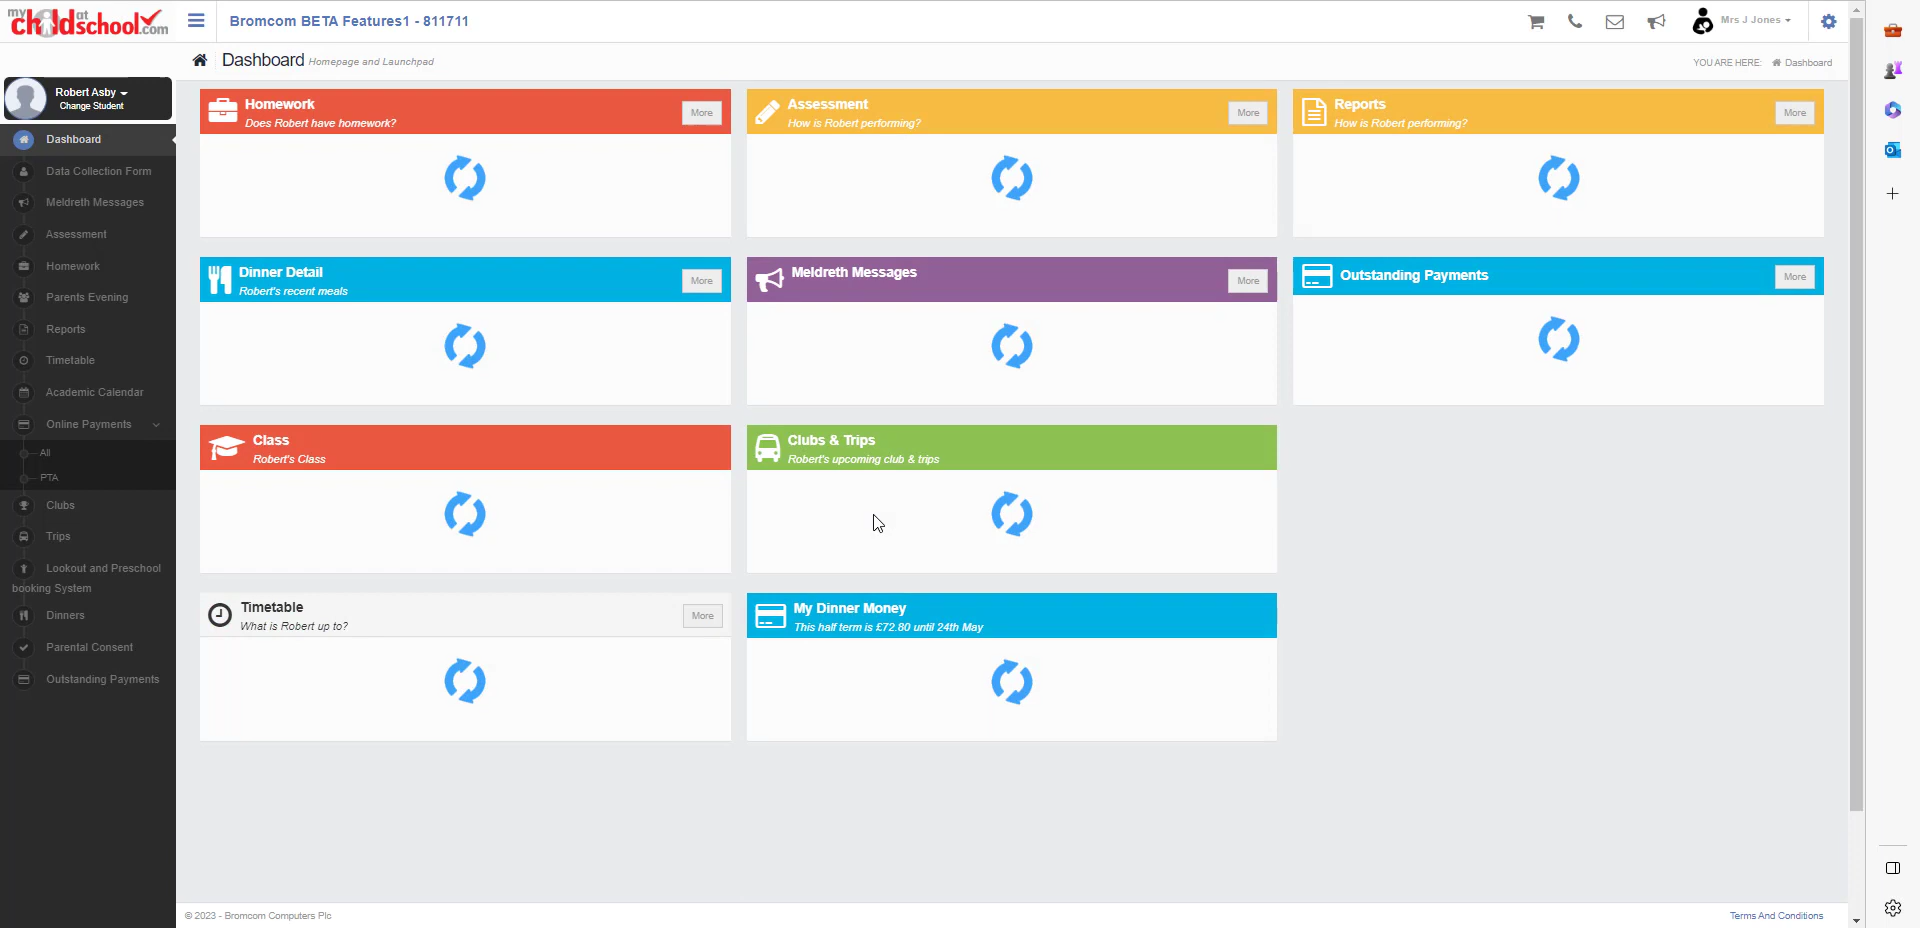 my child at school.com
Bromcom BETA Features1 - 811711
Mrs J Jones
Dashboard Homepage and Launchpad
YOU ARE HERE: Dashboard
Robert Asby
Change Student
Dashboard
Data Collection Form
Meldreth Messages
Assessment
Homework
Parents Evening
Reports
Timetable
Academic Calendar
Online Payments
All
PTA
Clubs
Trips
Lookout and Preschool
booking System
Dinners
Parental Consent
Outstanding Payments
Homework
Does Robert have homework?
More
Assessment
How is Robert performing?
More
Reports
How is Robert performing?
More
Dinner Detail
Robert's recent meals
More
Meldreth Messages
More
Outstanding Payments
More
Class
Robert's Class
Clubs & Trips
Robert's upcoming club & trips
Timetable
What is Robert up to?
More
My Dinner Money
This half term is £72.80 until 24th May
© 2023 - Bromcom Computers Plc
Terms And Conditions